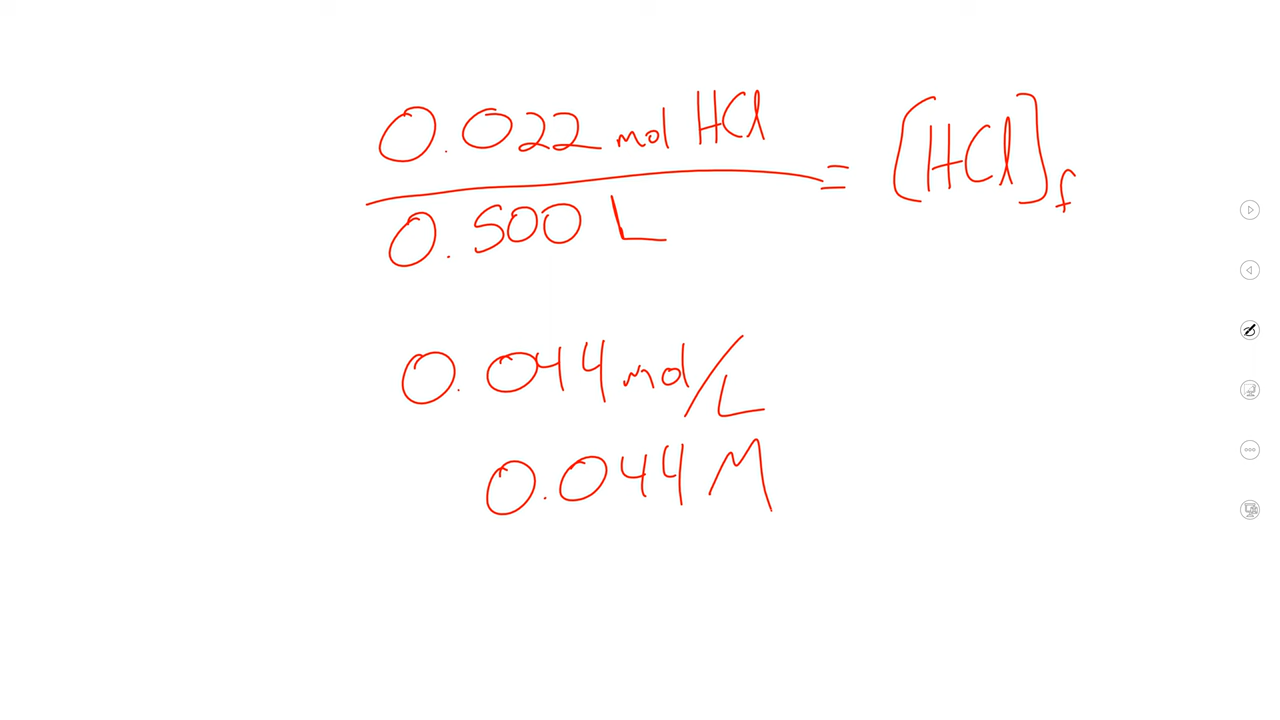 0.022 mol HCl
= [HCl]f
0.500 L
0.044 mol/L
0.044 M